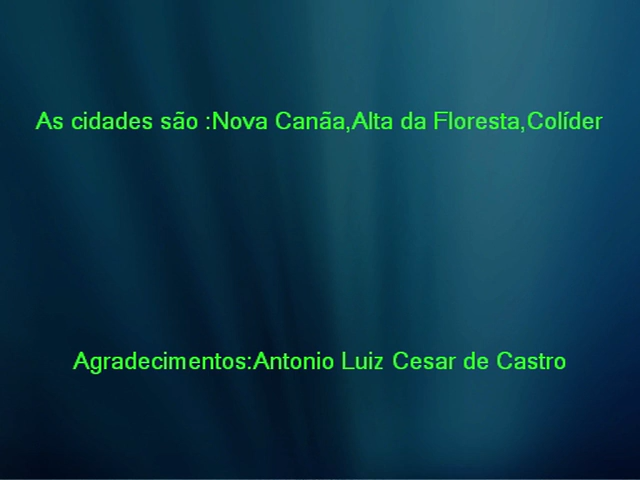 As cidades são :Nova Canãa,Alta da Floresta,Colíder
Agradecimentos:Antonio Luiz Cesar de Castro